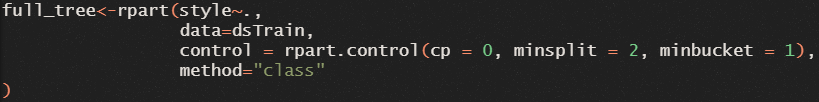 full_tree<-rpart(style~.,
                 data=dsTrain,
                 control = rpart.control(cp = 0, minsplit = 2, minbucket = 1),
                 method="class"
)